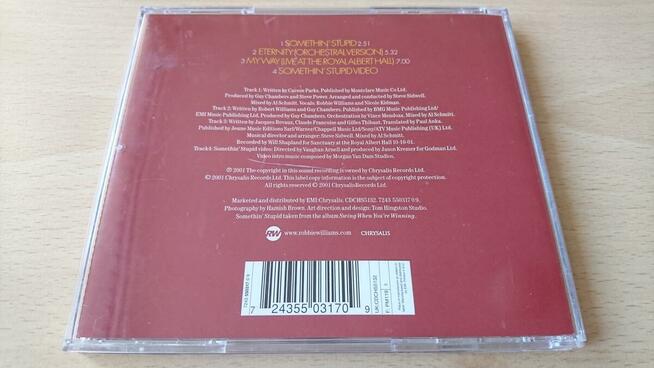 1 SOMETHIN' STUPID 2:51
2 ETERNITY (ORCHESTRAL VERSION) 5:32
3 MY WAY (LIVE AT THE ROYAL ALBERT HALL) 7:00
4 SOMETHIN' STUPID VIDEO
Track 1: Written by Carson Parks. Published by Montclare Music Co Ltd.
Produced by Guy Chambers and Steve Power. Arranged and conducted by Steve Sidwell.
Mixed by Al Schmitt. Vocals: Robbie Williams and Nicole Kidman.
Track 2: Written by Robert Williams and Guy Chambers. Published by BMG Music Publishing Ltd/
EMI Music Publishing Ltd. Produced by Guy Chambers. Orchestration by Vince Mendoza. Mixed by Al Schmitt.
Track 3: Written by Jacques Revaux, Claude Francoise and Gilles Thibaut. Translated by Paul Anka.
Published by Jeune Music Editions Sarl/Warner/Chappell Music Ltd/Sony/ATV Music Publishing (UK) Ltd.
Musical director and arranger: Steve Sidwell. Mixed by Al Schmitt.
Recorded by Will Shapland for Sanctuary at the Royal Albert Hall 10-10-01.
Track 4: Somethin' Stupid video: Directed by Vaughan Arnell and produced by Jason Kremer for Godman Ltd.
Video intro music composed by Morgan Van Dam Studios.
℗ 2001 The copyright in this sound recording is owned by Chrysalis Records Ltd.
© 2001 Chrysalis Records Ltd. This label copy information is the subject of copyright protection.
All rights reserved © 2001 Chrysalis Records Ltd.
Marketed and distributed by EMI Chrysalis. CDCHS5132. 7243 550317 0/9.
Photography by Hamish Brown. Art direction and design: Tom Hingston Studio.
Somethin' Stupid taken from the album Swing When You're Winning.
RW www.robbiewilliams.com CHRYSALIS
7243 550317 0 9
UK:CDCHS5132
F: PM119
7 24355 03170 9